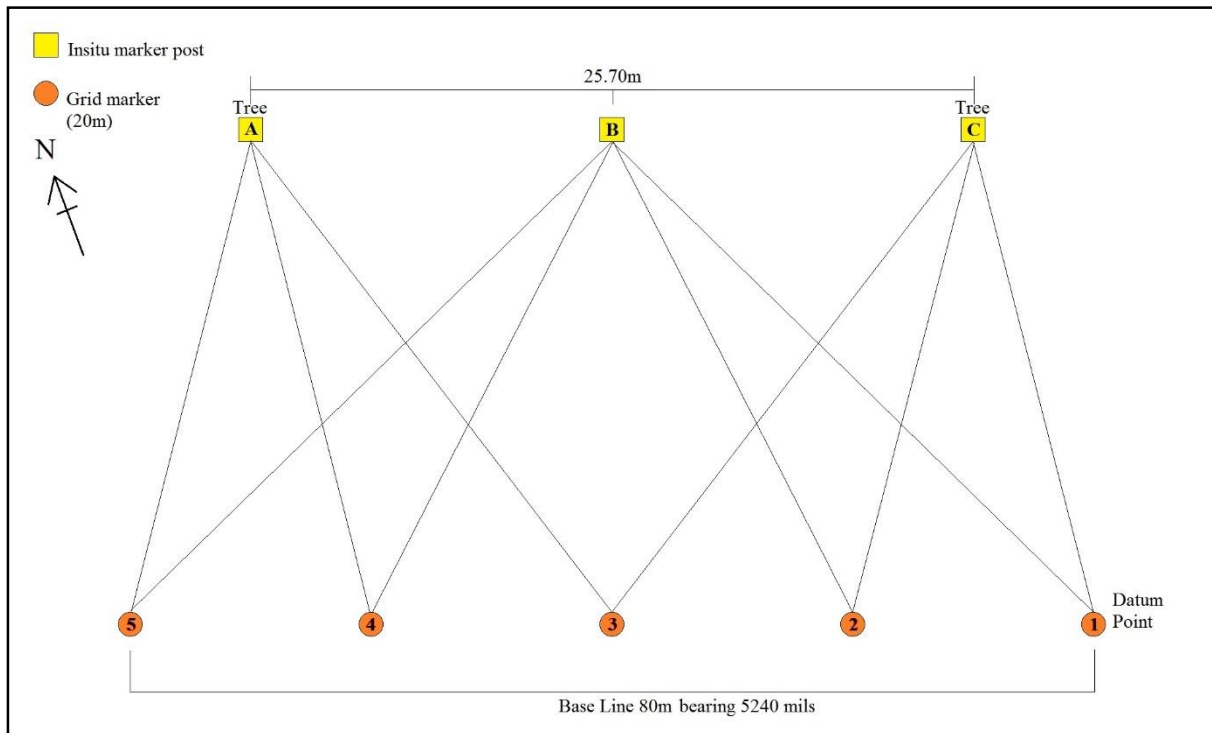 Insitu marker post
Grid marker
(20m)
N
25.70m
Tree
Tree
A
B
C
5
4
3
2
1
Datum
Point
Base Line 80m bearing 5240 mils